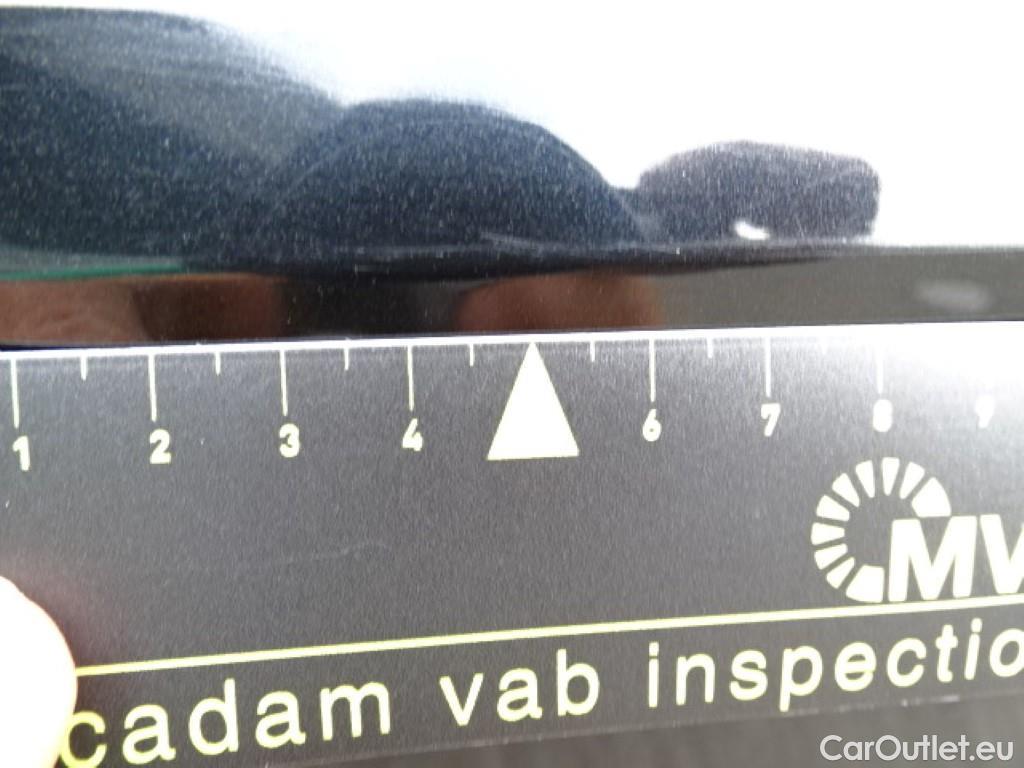 1 2 3 4 6 7 8 9
MV
cadam vab inspectio
CarOutlet.eu